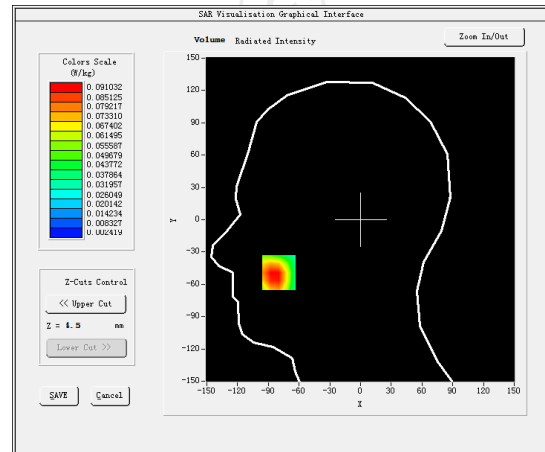 SAR Visualisation Graphical Interface
Volume Radiated Intensity
Zoom In/Out
Colors Scale
(W/kg)
0.091032
0.085125
0.079217
0.073310
0.067402
0.061495
0.055587
0.049679
0.043772
0.037864
0.031957
0.026049
0.020142
0.014234
0.008327
0.002419
Z-Cuts Control
<< Upper Cut
Z = 4.5 mm
Lower Cut >>
SAVE Cancel
150
120
90
60
30
0
-30
-60
-90
-120
-150
Y
-150 -120 -90 -60 -30 0 30 60 90 120 150
X